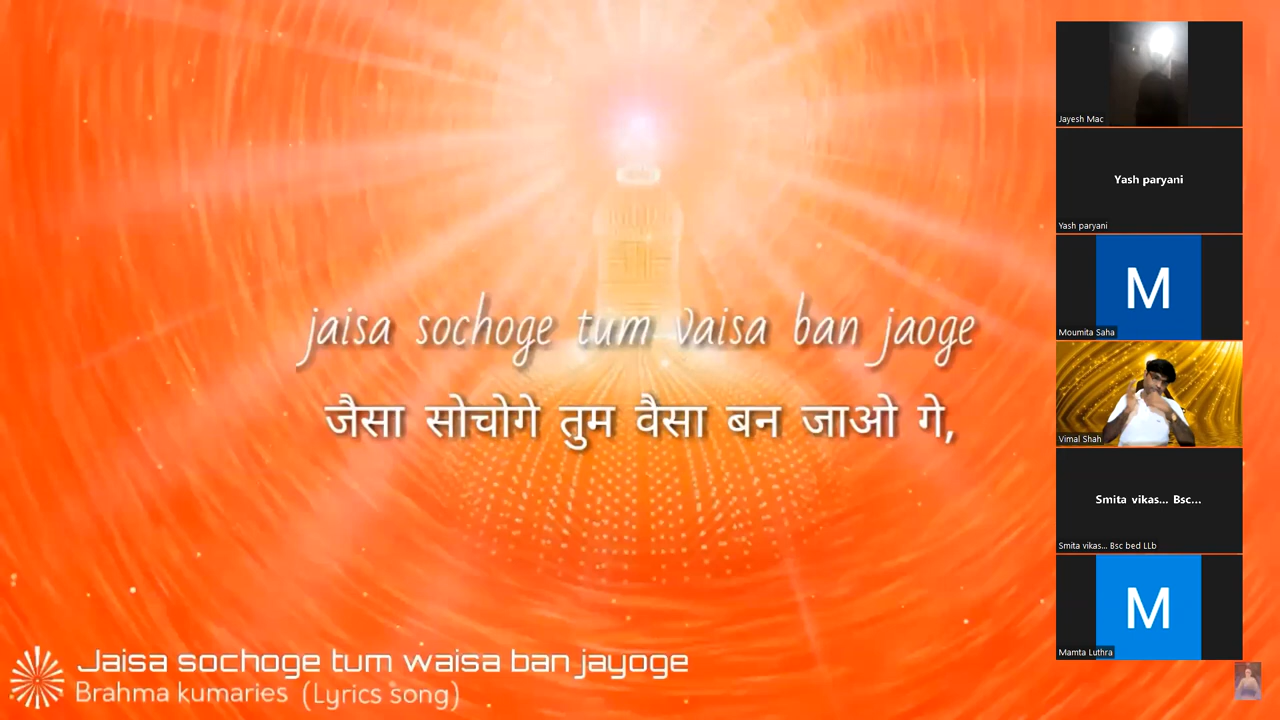 jaisa sochoge tum vaisa ban jaoge
जैसा सोचोगे तुम वैसा बन जाओ गे,
Jaisa sochoge tum waisa ban jayoge
Brahma kumaries (Lyrics song)
Jayesh Mac
Yash paryani
Yash paryani
M
Moumita Saha
Vimal Shah
Smita vikas... Bsc...
Smita vikas... Bsc bed LLb
M
Mamta Luthra